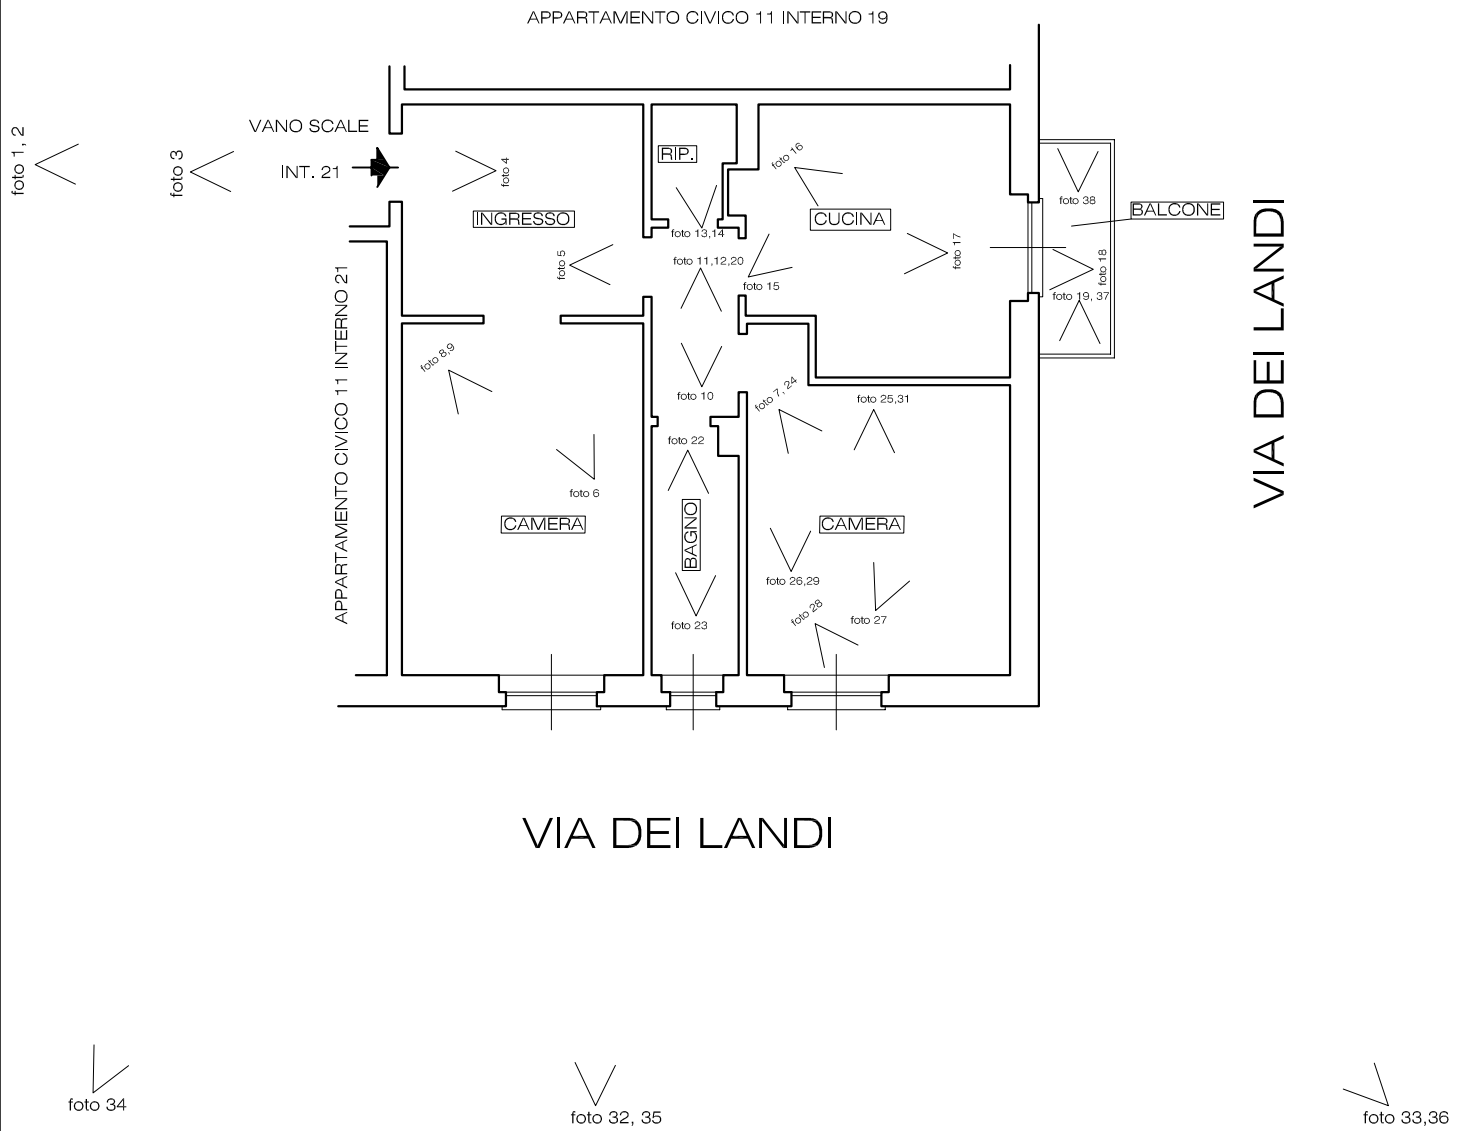 APPARTAMENTO CIVICO 11 INTERNO 19
VANO SCALE
foto 1, 2
foto 3
INT. 21
foto 4
RIP.
foto 16
foto 38
BALCONE
INGRESSO
CUCINA
foto 13,14
foto 5
foto 11,12,20
foto 15
foto 17
foto 18
foto 19, 37
APPARTAMENTO CIVICO 11 INTERNO 21
VIA DEI LANDI
foto 8,9
foto 10
foto 7, 24
foto 25,31
foto 22
foto 6
CAMERA
BAGNO
CAMERA
foto 26,29
foto 28
foto 27
foto 23
VIA DEI LANDI
foto 34
foto 32, 35
foto 33,36